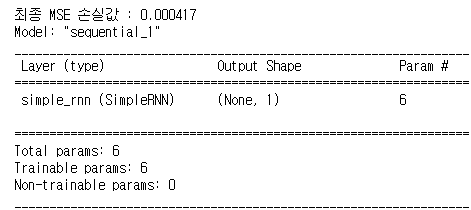 최종 MSE 손실값 : 0.000417
Model: "sequential_1"
_________________________________________________________________
Layer (type) Output Shape Param #
=================================================================
simple_rnn (SimpleRNN) (None, 1) 6
=================================================================
Total params: 6
Trainable params: 6
Non-trainable params: 0
_________________________________________________________________